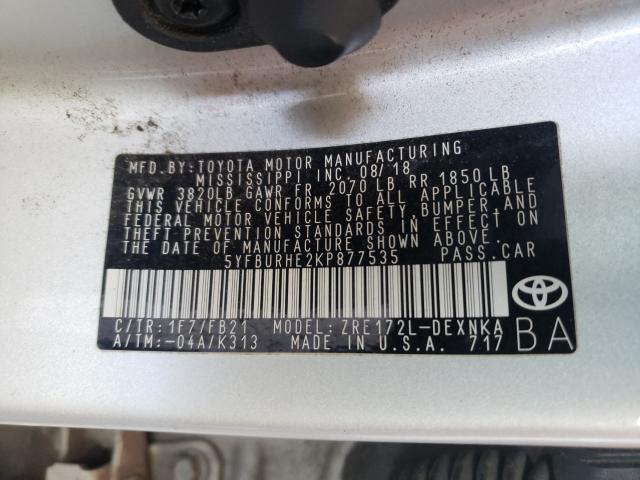 MFD.BY:TOYOTA MOTOR MANUFACTURING
MISSISSIPPI INC. 08/18
GVWR 3820LB GAWR FR 2070 LB RR 1850 LB
THIS VEHICLE CONFORMS TO ALL APPLICABLE
FEDERAL MOTOR VEHICLE SAFETY,BUMPER,AND
THEFT PREVENTION STANDARDS IN EFFECT ON
THE DATE OF MANUFACTURE SHOWN ABOVE.
5YFBURHE2KP877535 PASS.CAR
C/TR:1F7/FB21 MODEL: ZRE172L-DEXNKA
A/TM:-04A/K313 MADE IN U.S.A. 717
BA